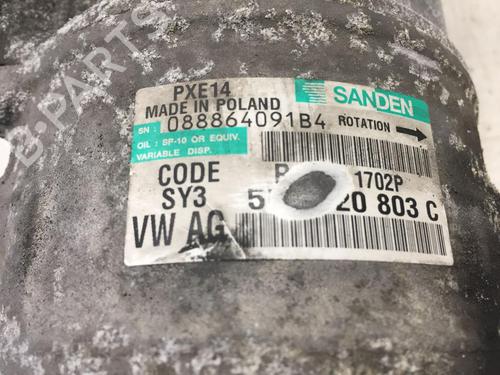 B-PARTS
PXE14
MADE IN POLAND
SANDEN
SN: 088864091B4
ROTATION
OIL: SP-10 OR EQUIV.
VARIABLE DISP.
CODE
1702P
SY3
20 803 C
VW AG